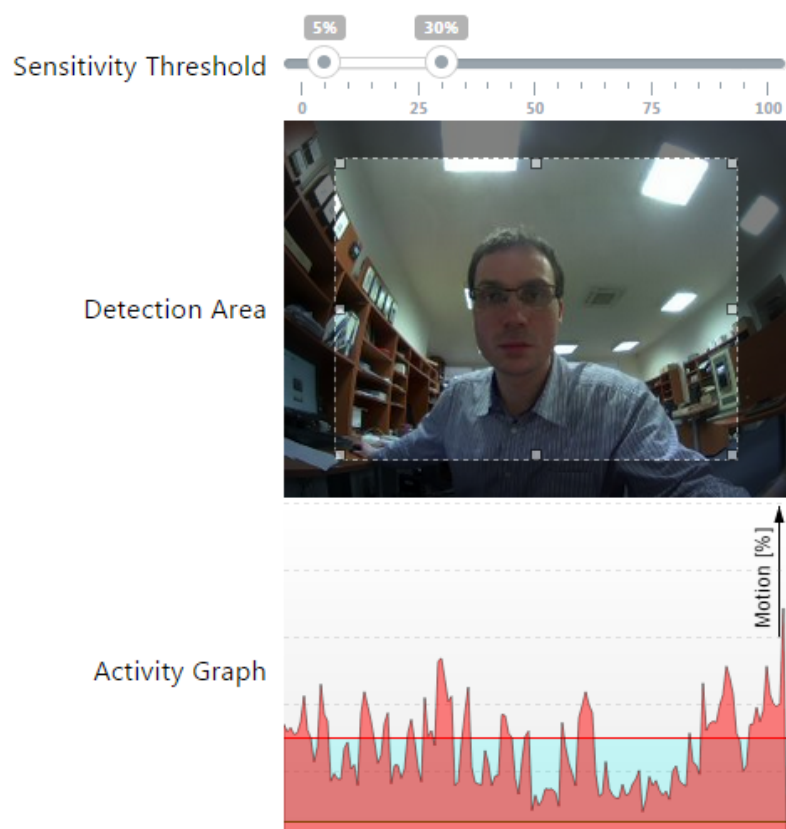 5% 30%
Sensitivity Threshold
0 25 50 75 100
Detection Area
Motion [%]
Activity Graph